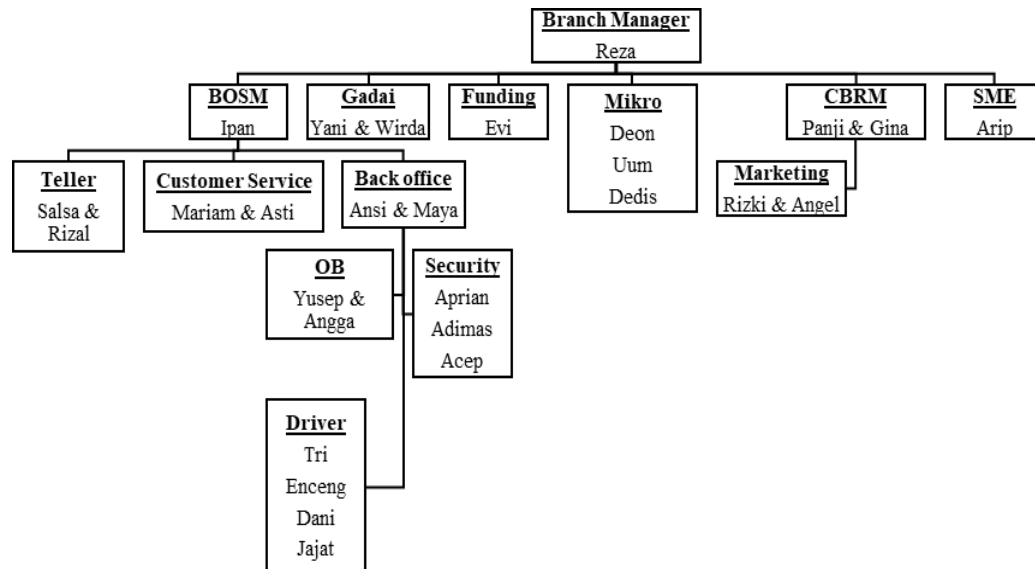 Branch Manager
Reza
BOSM
Ipan
Gadai
Yani & Wirda
Funding
Evi
Mikro
Deon
Uum
Dedis
CBRM
Panji & Gina
SME
Arip
Teller
Salsa &
Rizal
Customer Service
Mariam & Asti
Back office
Ansi & Maya
Marketing
Rizki & Angel
OB
Yusep &
Angga
Security
Aprian
Adimas
Acep
Driver
Tri
Enceng
Dani
Jajat